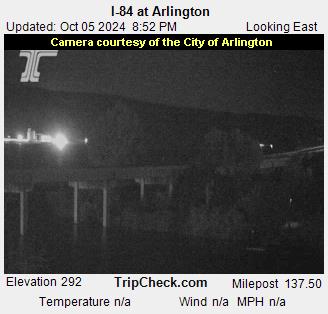 I-84 at Arlington
Updated: Oct 05 2024 8:52 PM Looking East
Camera courtesy of the City of Arlington
Elevation 292 TripCheck.com Milepost 137.50
Temperature n/a Wind n/a MPH n/a